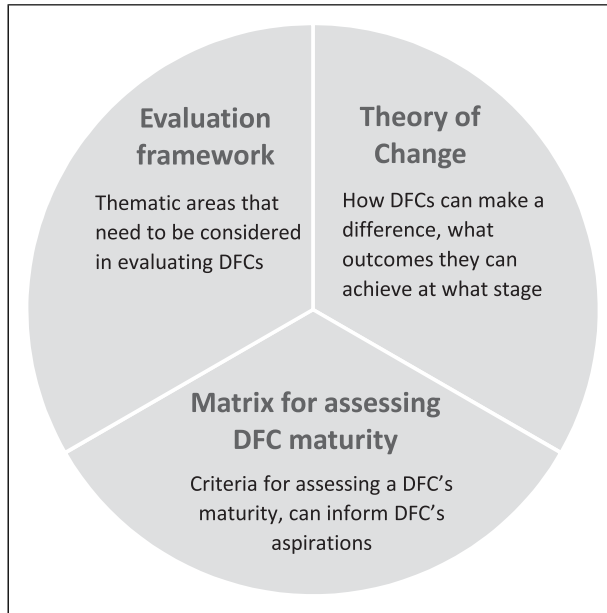 Evaluation
framework
Thematic areas that
need to be considered
in evaluating DFCs
Theory of
Change
How DFCs can make a
difference, what
outcomes they can
achieve at what stage
Matrix for assessing
DFC maturity
Criteria for assessing a DFC’s
maturity, can inform DFC’s
aspirations